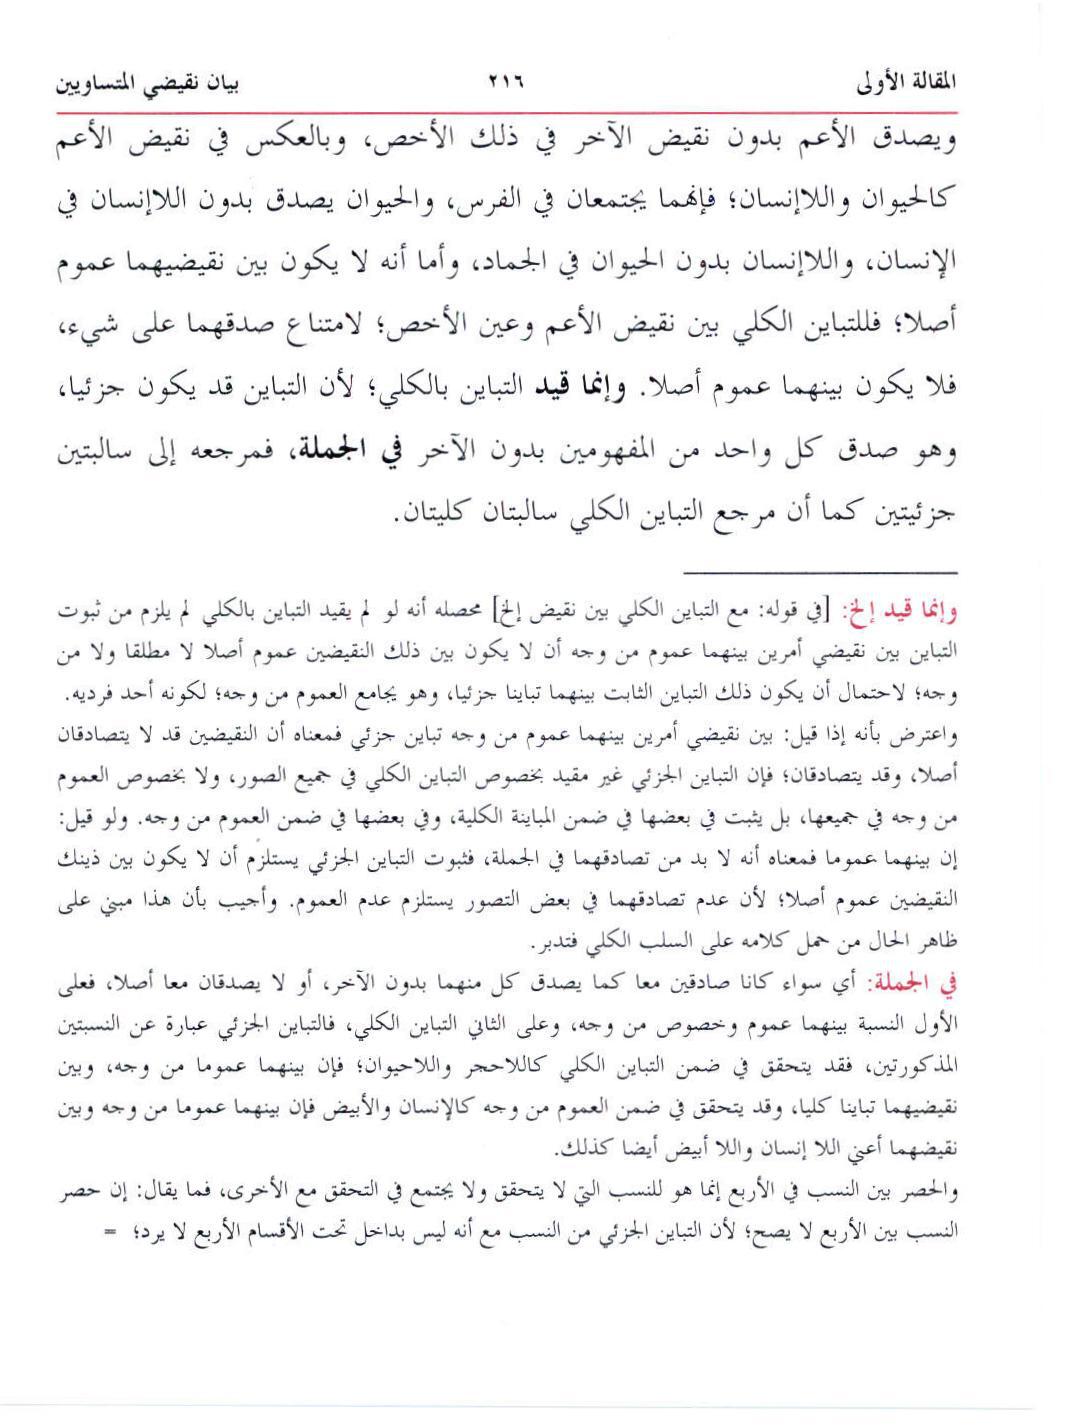 المقالة الأولى ٢١٦ بيان نقيضي المتساويين
ويصدق الأعم بدون نقيض الآخر في ذلك الأخص، وبالعكس في نقيض الأعم
كالحيوان واللاإنسان؛ فإنهما يجتمعان في الفرس، والحيوان يصدق بدون اللاإنسان في
الإنسان، واللاإنسان بدون الحيوان في الجماد، وأما أنه لا يكون بين نقيضيهما عموم
أصلا؛ فللتباين الكلي بين نقيض الأعم وعين الأخص؛ لامتناع صدقهما على شيء،
فلا يكون بينهما عموم أصلا. وإنما قيد التباين بالكلي؛ لأن التباين قد يكون جزئيا،
وهو صدق كل واحد من المفهومين بدون الآخر في الجملة، فمرجعه إلى سالبتين
جزئيتين كما أن مرجع التباين الكلي سالبتان كليتان.
وإنما قيد إلخ: [في قوله: مع التباين الكلي بين نقيض إلخ] محصله أنه لو لم يقيد التباين بالكلي لم يلزم من ثبوت
التباين بين نقيضي أمرين بينهما عموم من وجه أن لا يكون بين ذلك النقيضين عموم أصلا لا مطلقا ولا من
وجه؛ لاحتمال أن يكون ذلك التباين الثابت بينهما تباينا جزئيا، وهو يجامع العموم من وجه؛ لكونه أحد فرديه.
واعترض بأنه إذا قيل: بين نقيضي أمرين بينهما عموم من وجه تباين جزئي فمعناه أن النقيضين قد لا يتصادقان
أصلا، وقد يتصادقان؛ فإن التباين الجزئي غير مقيد بخصوص التباين الكلي في جميع الصور، ولا بخصوص العموم
من وجه في جميعها، بل يثبت في بعضها في ضمن المباينة الكلية، وفي بعضها في ضمن العموم من وجه. ولو قيل:
إن بينهما عموما فمعناه أنه لا بد من تصادقهما في الجملة، فثبوت التباين الجزئي يستلزم أن لا يكون بين ذينك
النقيضين عموم أصلا؛ لأن عدم تصادقهما في بعض التصور يستلزم عدم العموم. وأجيب بأن هذا مبني على
ظاهر الحال من حمل كلامه على السلب الكلي فتدبر.
في الجملة: أي سواء كانا صادقين معا كما يصدق كل منهما بدون الآخر، أو لا يصدقان معا أصلا، فعلى
الأول النسبة بينهما عموم وخصوص من وجه، وعلى الثاني التباين الكلي، فالتباين الجزئي عبارة عن النسبتين
المذكورتين، فقد يتحقق في ضمن التباين الكلي كاللاحجر واللاحيوان؛ فإن بينهما عموما من وجه، وبين
نقيضيهما تباينا كليا، وقد يتحقق في ضمن العموم من وجه كالإنسان والأبيض فإن بينهما عموما من وجه وبين
نقيضهما أعني اللا إنسان واللا أبيض أيضا كذلك.
والحصر بين النسب في الأربع إنما هو للنسب التي لا يتحقق ولا يجتمع في التحقق مع الأخرى، فما يقال: إن حصر
النسب بين الأربع لا يصح؛ لأن التباين الجزئي من النسب مع أنه ليس بداخل تحت الأقسام الأربع لا يرد؛ =